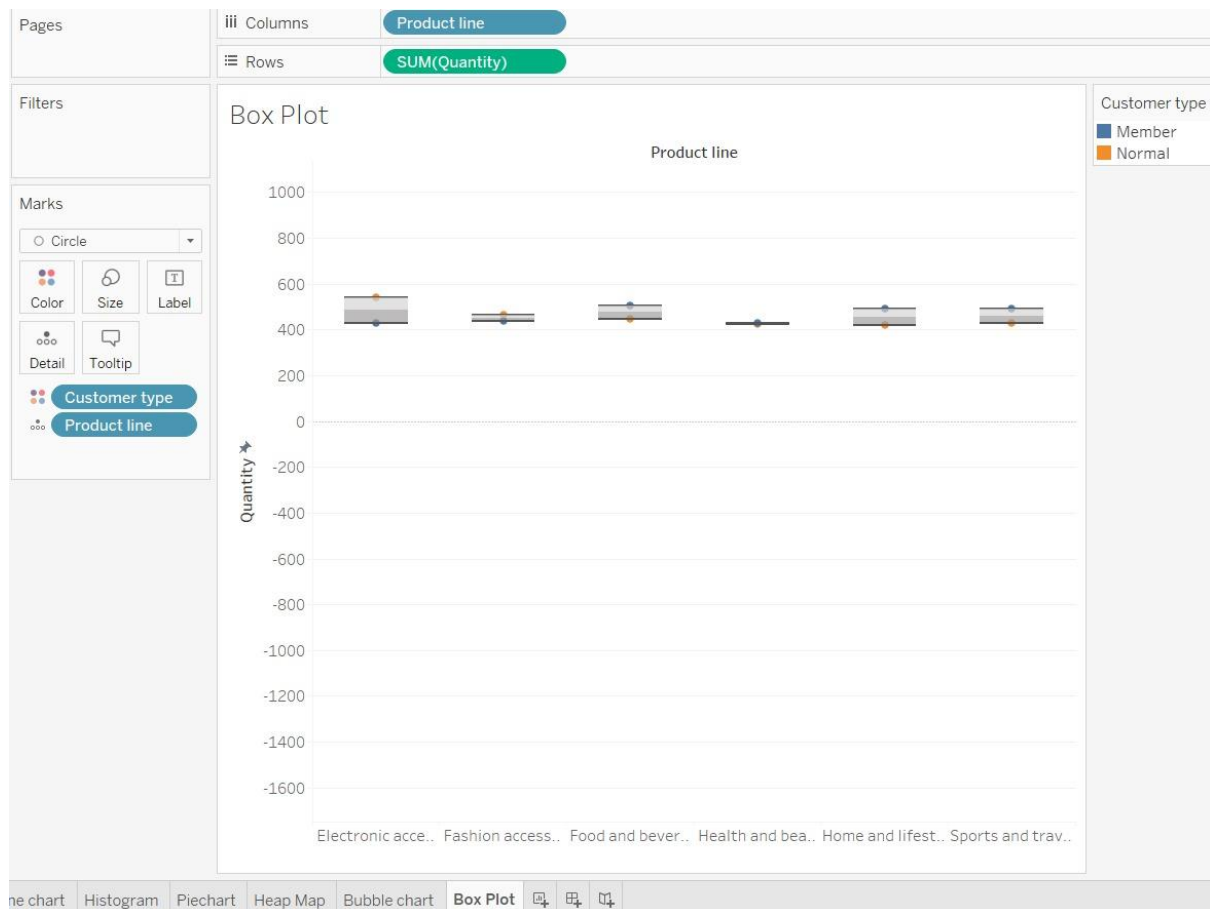 Pages
iii Columns
Product line
Rows
SUM(Quantity)
Filters
Marks
Circle
Color
Size
T
Label
Detail
Tooltip
Customer type
Product line
Box Plot
Product line
1000
800
600
400
200
0
-200
-400
-600
-800
-1000
-1200
-1400
-1600
Quantity
Electronic acce.. Fashion access.. Food and bever.. Health and bea.. Home and lifest.. Sports and trav..
Customer type
Member
Normal
ne chart Histogram Piechart Heap Map Bubble chart Box Plot